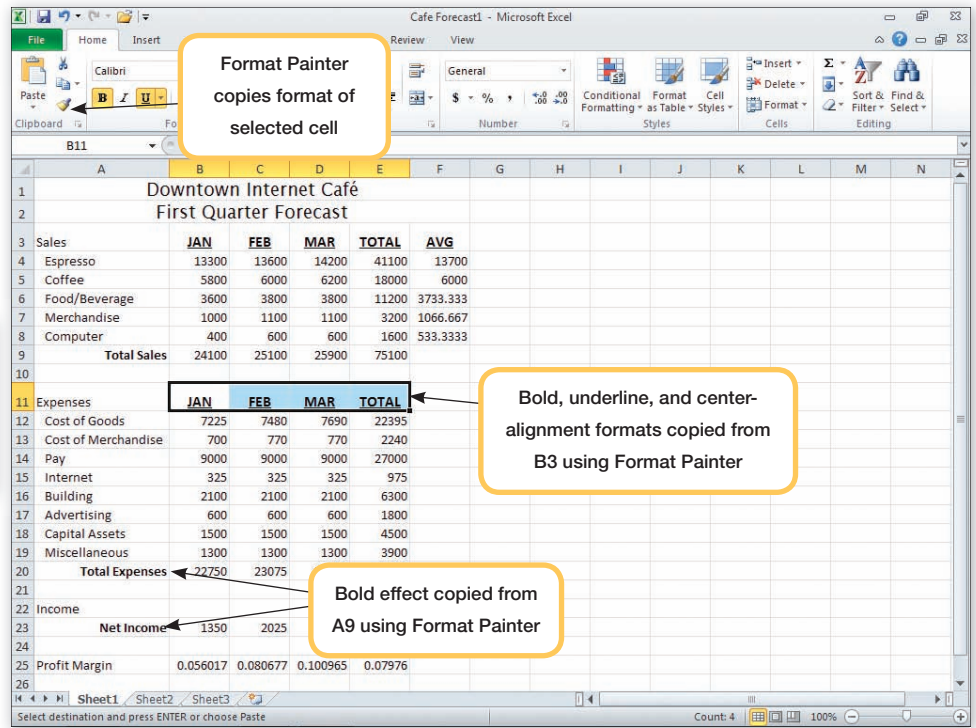 Cafe Forecast1 - Microsoft Excel
File Home Insert Review View
Format Painter
copies format of
selected cell
Paste
Calibri
B I U
General
$ % , .00 .00
Conditional Formatting
Format as Table
Cell Styles
Insert
Delete
Format
Σ
Sort & Filter
Find & Select
Clipboard Fo Number Styles Cells Editing
B11
A B C D E F G H I J K L M N
1 Downtown Internet Café
2 First Quarter Forecast
3 Sales JAN FEB MAR TOTAL AVG
4 Espresso 13300 13600 14200 41100 13700
5 Coffee 5800 6000 6200 18000 6000
6 Food/Beverage 3600 3800 3800 11200 3733.333
7 Merchandise 1000 1100 1100 3200 1066.667
8 Computer 400 600 600 1600 533.3333
9 Total Sales 24100 25100 25900 75100
10
11 Expenses JAN FEB MAR TOTAL
12 Cost of Goods 7225 7480 7690 22395
13 Cost of Merchandise 700 770 770 2240
14 Pay 9000 9000 9000 27000
15 Internet 325 325 325 975
16 Building 2100 2100 2100 6300
17 Advertising 600 600 600 1800
18 Capital Assets 1500 1500 1500 4500
19 Miscellaneous 1300 1300 1300 3900
20 Total Expenses 22750 23075
21
22 Income
23 Net Income 1350 2025
24
25 Profit Margin 0.056017 0.080677 0.100965 0.07976
26
Bold, underline, and center-
alignment formats copied from
B3 using Format Painter
Bold effect copied from
A9 using Format Painter
Sheet1 Sheet2 Sheet3
Select destination and press ENTER or choose Paste Count: 4 100%